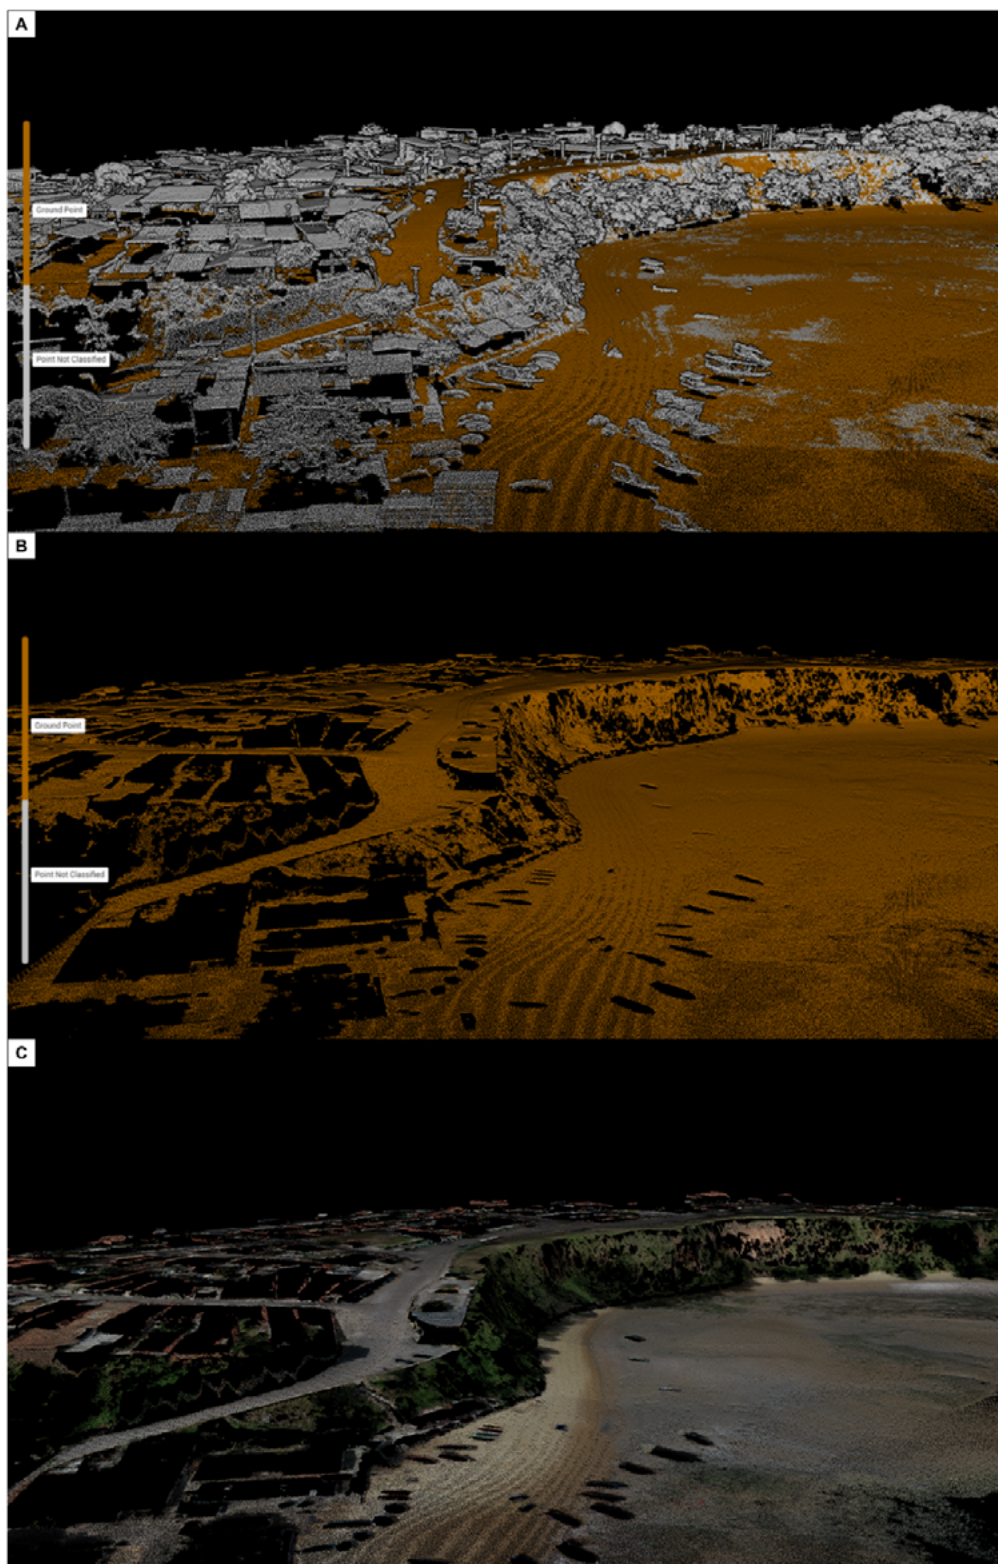 A
Ground Point
Point Not Classified
B
Ground Point
Point Not Classified
C